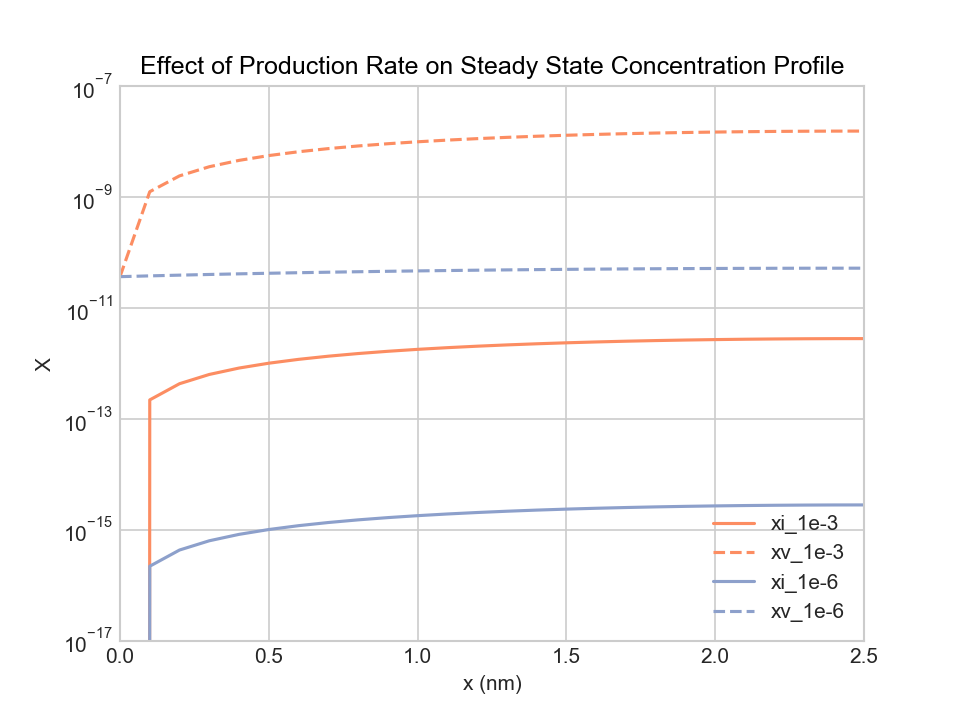 Effect of Production Rate on Steady State Concentration Profile
10⁻⁷
10⁻⁹
10⁻¹¹
10⁻¹³
10⁻¹⁵
10⁻¹⁷
X
xi_1e-3
xv_1e-3
xi_1e-6
xv_1e-6
0.0 0.5 1.0 1.5 2.0 2.5
x (nm)